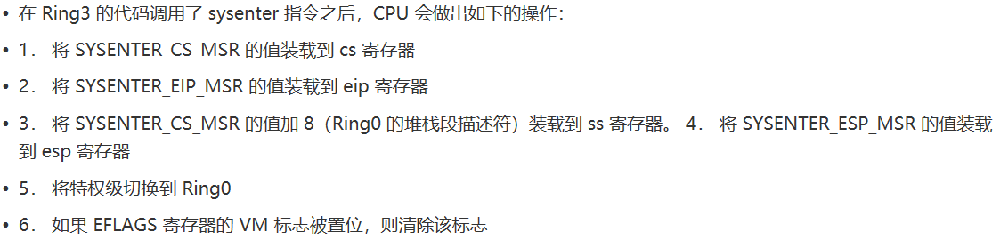 • 在 Ring3 的代码调用了 sysenter 指令之后，CPU 会做出如下的操作：
• 1． 将 SYSENTER_CS_MSR 的值装载到 cs 寄存器
• 2． 将 SYSENTER_EIP_MSR 的值装载到 eip 寄存器
• 3． 将 SYSENTER_CS_MSR 的值加 8（Ring0 的堆栈段描述符）装载到 ss 寄存器。 4． 将 SYSENTER_ESP_MSR 的值装载
到 esp 寄存器
• 5． 将特权级切换到 Ring0
• 6． 如果 EFLAGS 寄存器的 VM 标志被置位，则清除该标志